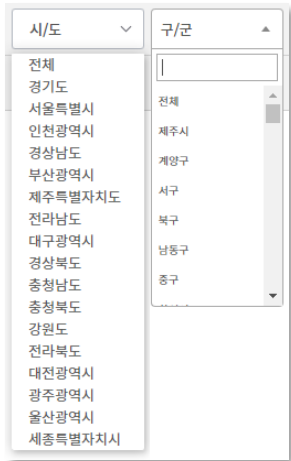 시/도
전체
경기도
서울특별시
인천광역시
경상남도
부산광역시
제주특별자치도
전라남도
대구광역시
경상북도
충청남도
충청북도
강원도
전라북도
대전광역시
광주광역시
울산광역시
세종특별자치시
구/군
전체
제주시
계양구
서구
북구
남동구
중구